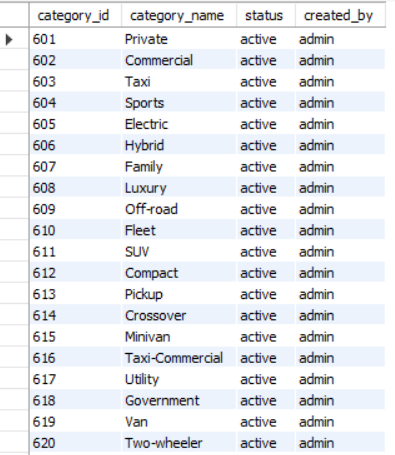 category_id category_name status created_by
601 Private active admin
602 Commercial active admin
603 Taxi active admin
604 Sports active admin
605 Electric active admin
606 Hybrid active admin
607 Family active admin
608 Luxury active admin
609 Off-road active admin
610 Fleet active admin
611 SUV active admin
612 Compact active admin
613 Pickup active admin
614 Crossover active admin
615 Minivan active admin
616 Taxi-Commercial active admin
617 Utility active admin
618 Government active admin
619 Van active admin
620 Two-wheeler active admin